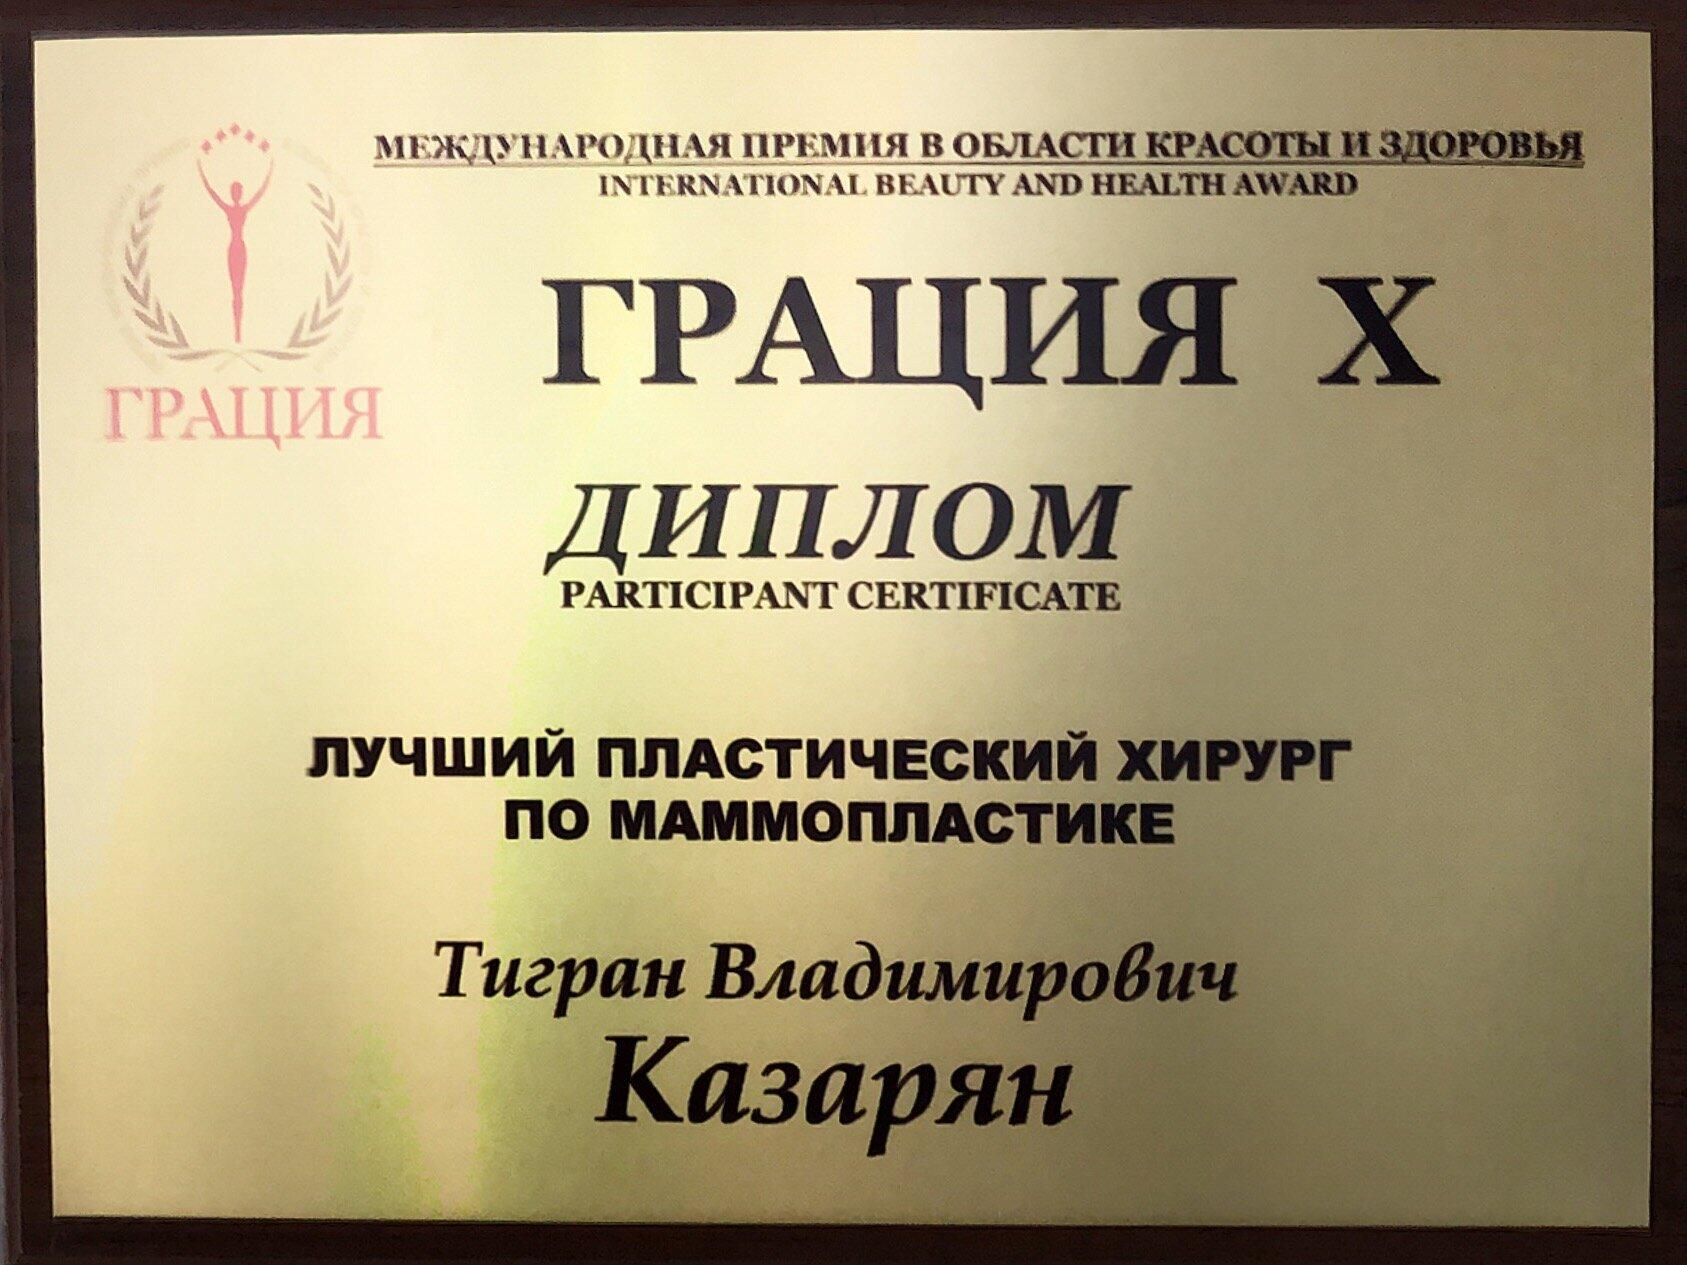 МЕЖДУНАРОДНАЯ ПРЕМИЯ В ОБЛАСТИ КРАСОТЫ И ЗДОРОВЬЯ
INTERNATIONAL BEAUTY AND HEALTH AWARD
ГРАЦИЯ X
ГРАЦИЯ
ДИПЛОМ
PARTICIPANT CERTIFICATE
ЛУЧШИЙ ПЛАСТИЧЕСКИЙ ХИРУРГ
ПО МАММОПЛАСТИКЕ
Тигран Владимирович
Казарян